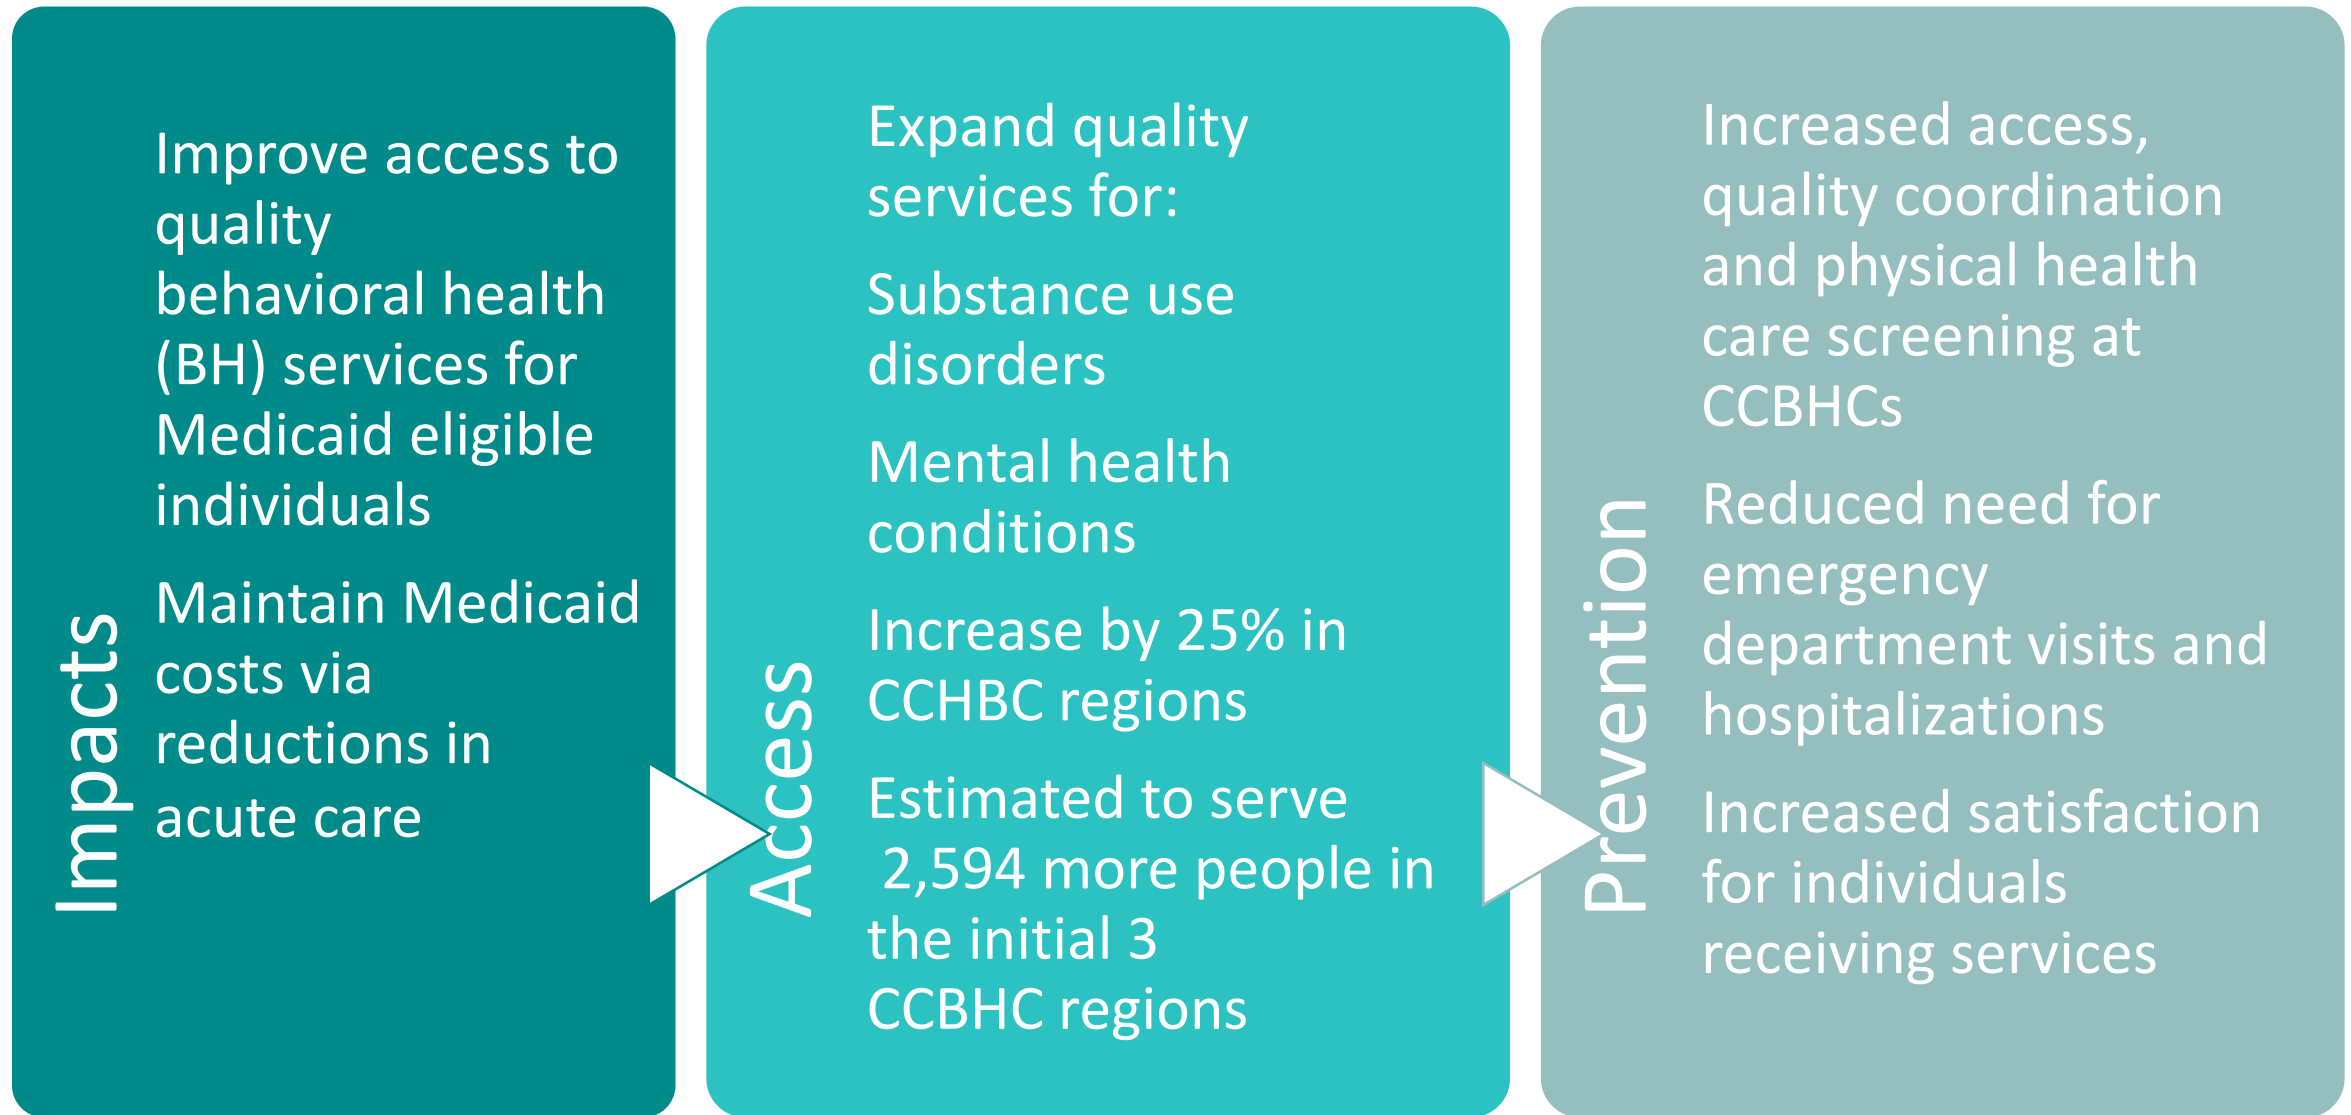 Impacts
Improve access to
quality
behavioral health
(BH) services for
Medicaid eligible
individuals
Maintain Medicaid
costs via
reductions in
acute care
Access
Expand quality
services for:
Substance use
disorders
Mental health
conditions
Increase by 25% in
CCHBC regions
Estimated to serve
2,594 more people in
the initial 3
CCBHC regions
Prevention
Increased access,
quality coordination
and physical health
care screening at
CCBHCs
Reduced need for
emergency
department visits and
hospitalizations
Increased satisfaction
for individuals
receiving services